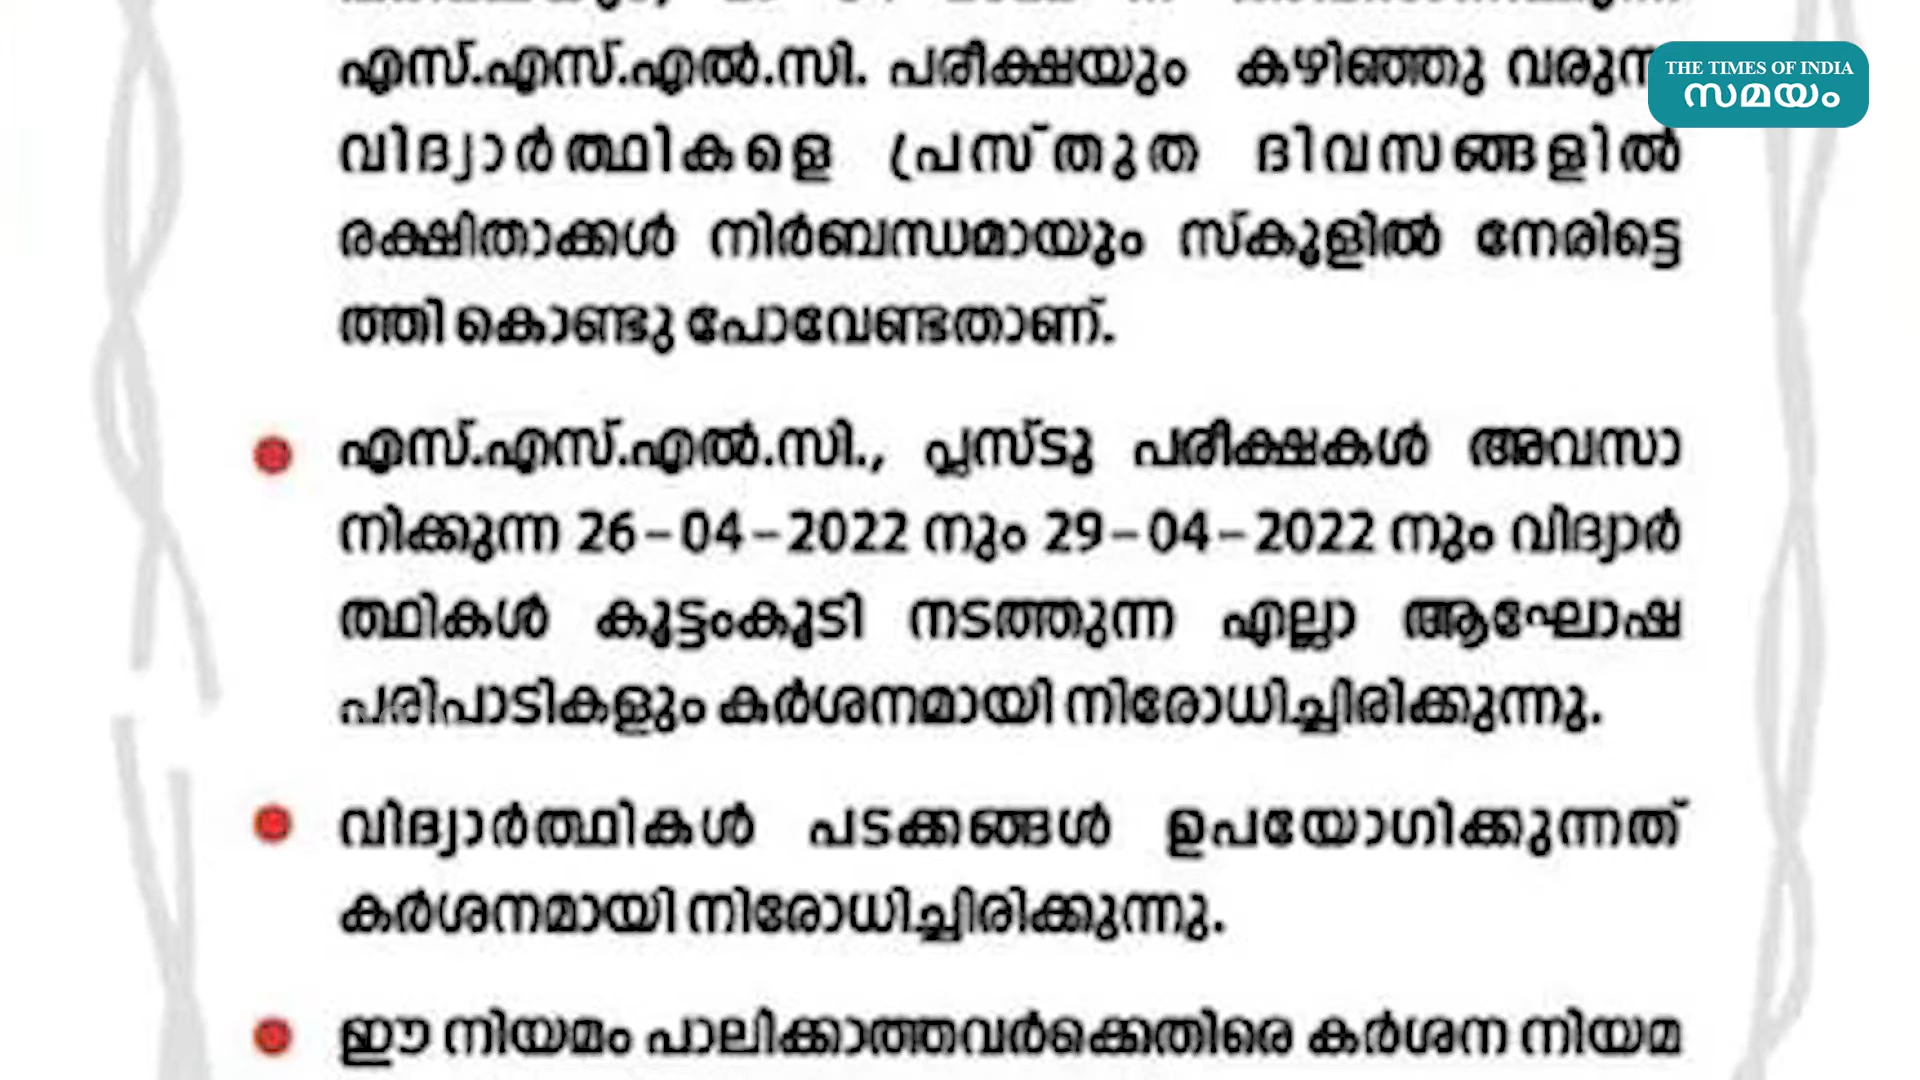 എസ്.എസ്.എൽ.സി. പരീക്ഷയും കഴിഞ്ഞു
THE TIMES OF INDIA
സമയം
വിദ്യാർത്ഥികളെ പ്രസ്തുത ദിവസങ്ങളിൽ
രക്ഷിതാക്കൾ നിർബന്ധമായും സ്കൂളിൽ നേരിട്ടെ
ത്തി കൊണ്ടു പോവേണ്ടതാണ്.
എസ്.എസ്.എൽ.സി., പ്ലസ്ടു പരീക്ഷകൾ അവസാ
നിക്കുന്ന 26-04-2022 നും 29-04-2022 നും വിദ്യാർ
ത്ഥികൾ കൂട്ടംകൂടി നടത്തുന്ന എല്ലാ ആഘോഷ
പരിപാടികളും കർശനമായി നിരോധിച്ചിരിക്കുന്നു.
വിദ്യാർത്ഥികൾ പടക്കങ്ങൾ ഉപയോഗിക്കുന്നത്
കർശനമായി നിരോധിച്ചിരിക്കുന്നു.
ഈ നിയമം പാലിക്കാത്തവർക്കെതിരെ കർശന നിയമ